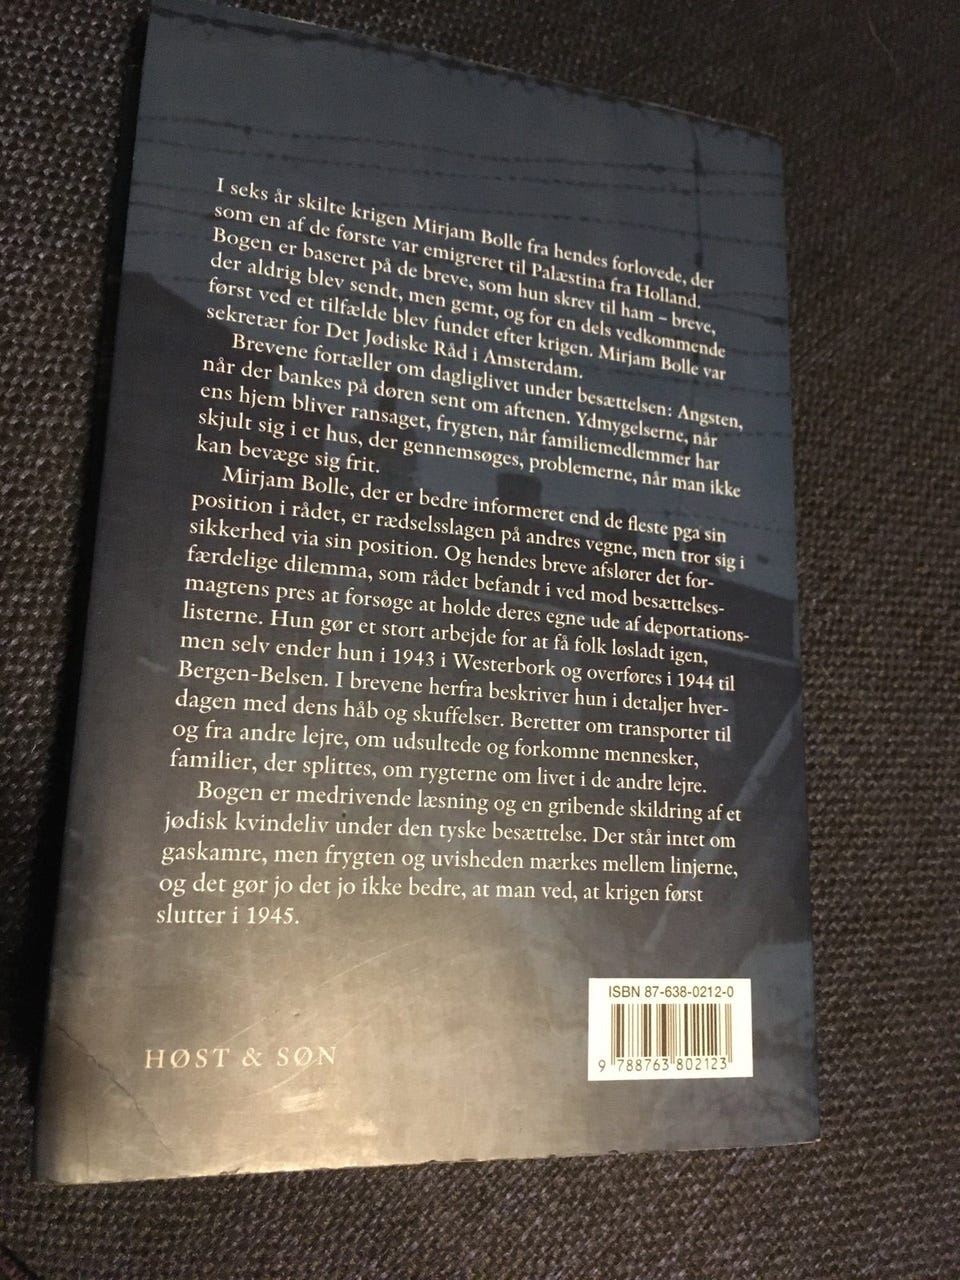 I seks år skilte krigen Mirjam Bolle fra hendes forlovede, der
som en af de første var emigreret til Palæstina fra Holland.
Bogen er baseret på de breve, som hun skrev til ham – breve,
der aldrig blev sendt, men gemt, og for en dels vedkommende
først ved et tilfælde blev fundet efter krigen. Mirjam Bolle var
sekretær for Det Jødiske Råd i Amsterdam.
Brevene fortæller om dagliglivet under besættelsen: Angsten,
når der bankes på døren sent om aftenen. Ydmygelserne, når
ens hjem bliver ransaget, frygten, når familiemedlemmer har
skjult sig i et hus, der gennemsøges, problemerne, når man ikke
kan bevæge sig frit.
Mirjam Bolle, der er bedre informeret end de fleste pga sin
position i rådet, er rædselsslagen på andres vegne, men tror sig i
sikkerhed via sin position. Og hendes breve afslører det for-
færdelige dilemma, som rådet befandt i ved mod besættelses-
magtens pres at forsøge at holde deres egne ude af deportations-
listerne. Hun gør et stort arbejde for at få folk løsladt igen,
men selv ender hun i 1943 i Westerbork og overføres i 1944 til
Bergen-Belsen. I brevene herfra beskriver hun i detaljer hver-
dagen med dens håb og skuffelser. Beretter om transporter til
og fra andre lejre, om udsultede og forkomne mennesker,
familier, der splittes, om rygterne om livet i de andre lejre.
Bogen er medrivende læsning og en gribende skildring af et
jødisk kvindeliv under den tyske besættelse. Der står intet om
gaskamre, men frygten og uvisheden mærkes mellem linjerne,
og det gør jo det jo ikke bedre, at man ved, at krigen først
slutter i 1945.
ISBN 87-638-0212-0
9 788763 802123
HØST & SØN